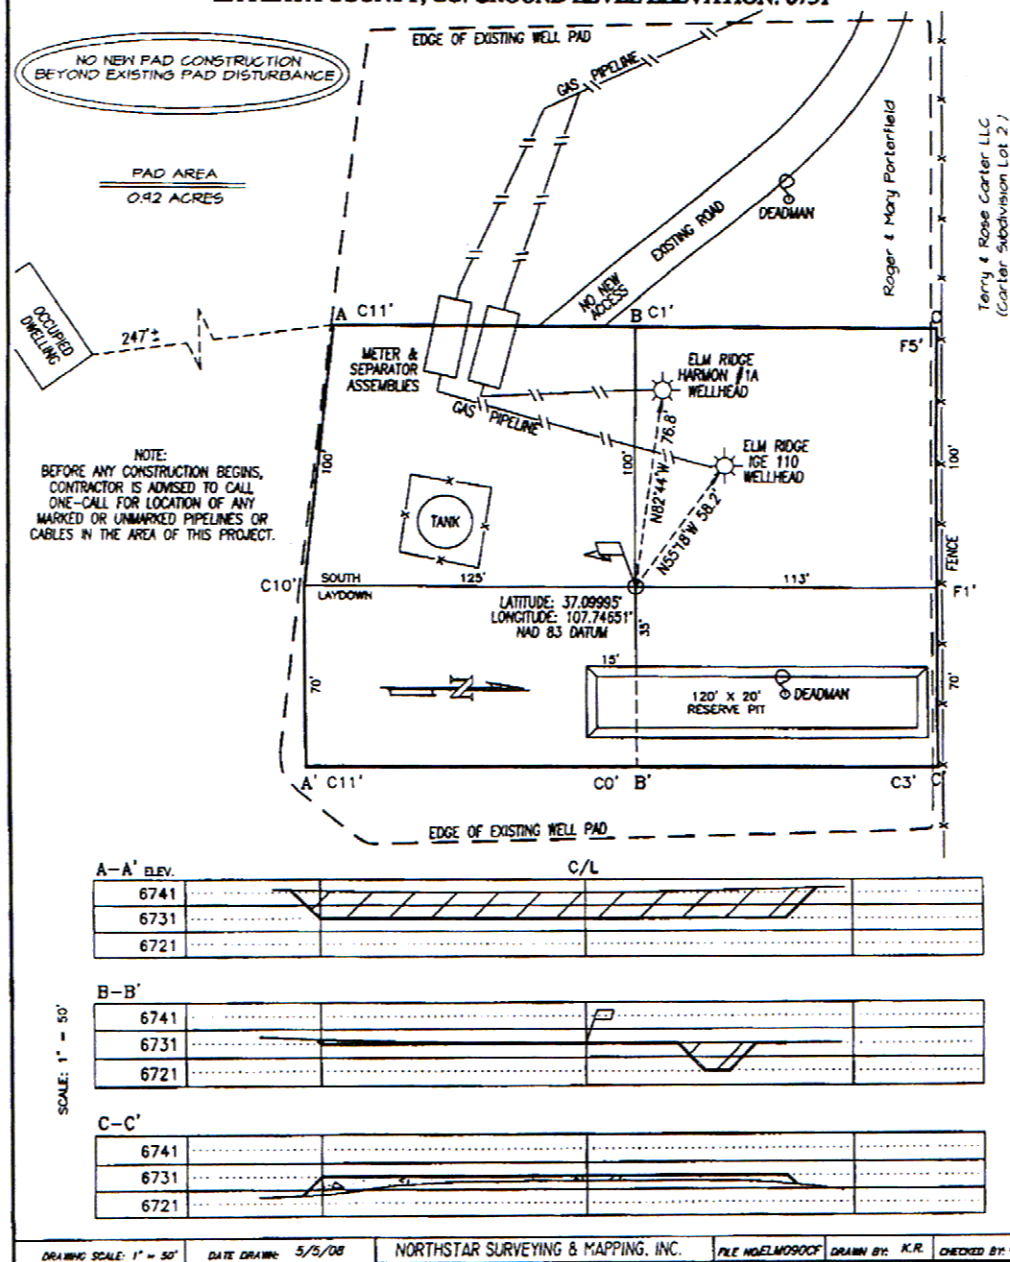 EDGE OF EXISTING WELL PAD
NO NEW PAD CONSTRUCTION
BEYOND EXISTING PAD DISTURBANCE
GAS PIPELINE
PAD AREA
0.92 ACRES
Roger & Mary Porterfield
Terry & Rose Carter LLC
(Carter Subdivision Lot 2)
DEADMAN
EXISTING ROAD
NO NEW
ACCESS
OCCUPIED
DWELLING
247'±
A C11'
B C1'
C
F5'
METER &
SEPARATOR
ASSEMBLIES
ELM RIDGE
HARMON #1A
WELLHEAD
GAS PIPELINE
ELM RIDGE
IGE 110
WELLHEAD
NOTE:
BEFORE ANY CONSTRUCTION BEGINS,
CONTRACTOR IS ADVISED TO CALL
ONE-CALL FOR LOCATION OF ANY
MARKED OR UNMARKED PIPELINES OR
CABLES IN THE AREA OF THIS PROJECT.
100'
100'
100'
N82°44'W 76.8'
N55°18'W 58.2'
TANK
FENCE
C10'
SOUTH
LAYDOWN
125'
113'
F1'
LATITUDE: 37.09995°
LONGITUDE: 107.74651°
NAD 83 DATUM
35'
15'
70'
N
120' X 20'
RESERVE PIT
DEADMAN
70'
A' C11'
C0' B'
C3' C'
EDGE OF EXISTING WELL PAD
A-A' ELEV.
C/L
6741
6731
6721
B-B'
6741
6731
6721
SCALE: 1" = 50'
C-C'
6741
6731
6721
DRAWING SCALE: 1" = 50'
DATE DRAWN: 5/5/08
NORTHSTAR SURVEYING & MAPPING, INC.
FILE NO:ELM090CF
DRAWN BY: K.R.
CHECKED BY: